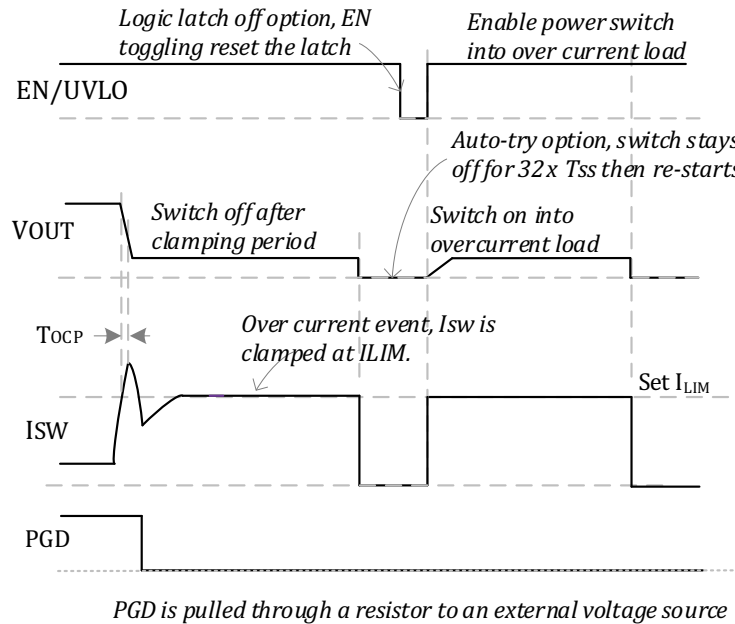 Logic latch off option, EN
toggling reset the latch
Enable power switch
into over current load
EN/UVLO
Auto-try option, switch stays
off for 32x Tss then re-starts
VOUT
Switch off after
clamping period
Switch on into
overcurrent load
TOCP
Over current event, Isw is
clamped at ILIM.
Set ILIM
ISW
PGD
PGD is pulled through a resistor to an external voltage source